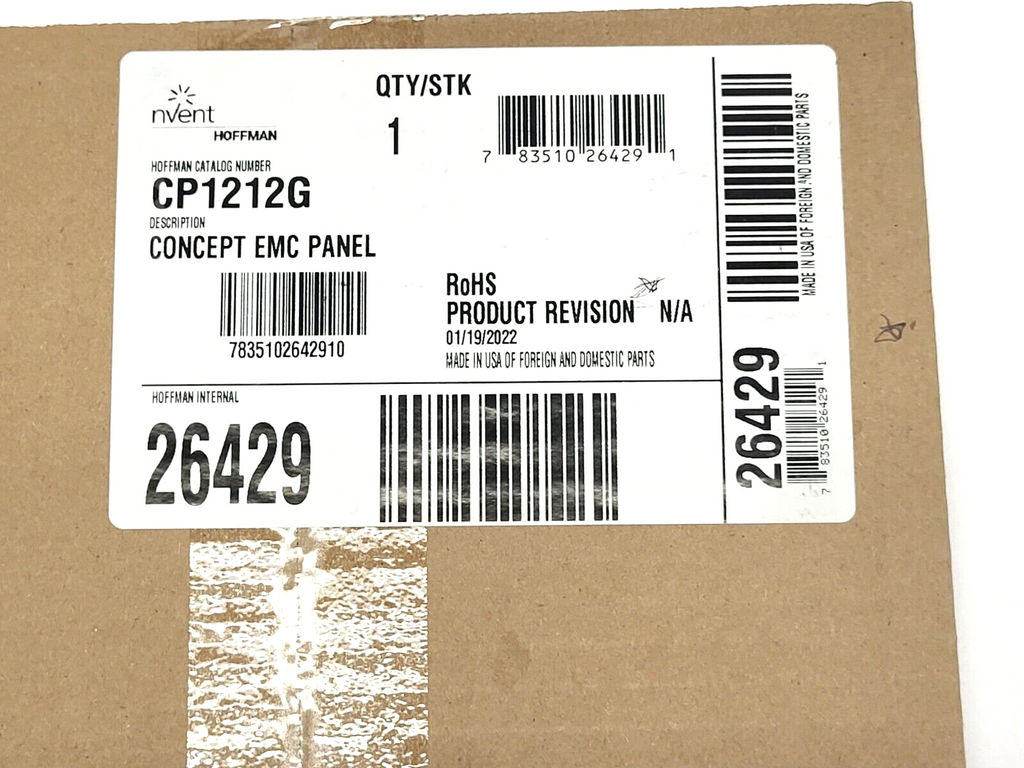 nvent
HOFFMAN
QTY/STK
1
7 83510 26429 1
HOFFMAN CATALOG NUMBER
CP1212G
DESCRIPTION
CONCEPT EMC PANEL
7835102642910
RoHS
PRODUCT REVISION N/A
01/19/2022
MADE IN USA OF FOREIGN AND DOMESTIC PARTS
HOFFMAN INTERNAL
26429
MADE IN USA OF FOREIGN AND DOMESTIC PARTS
26429
7 83510 26429 1